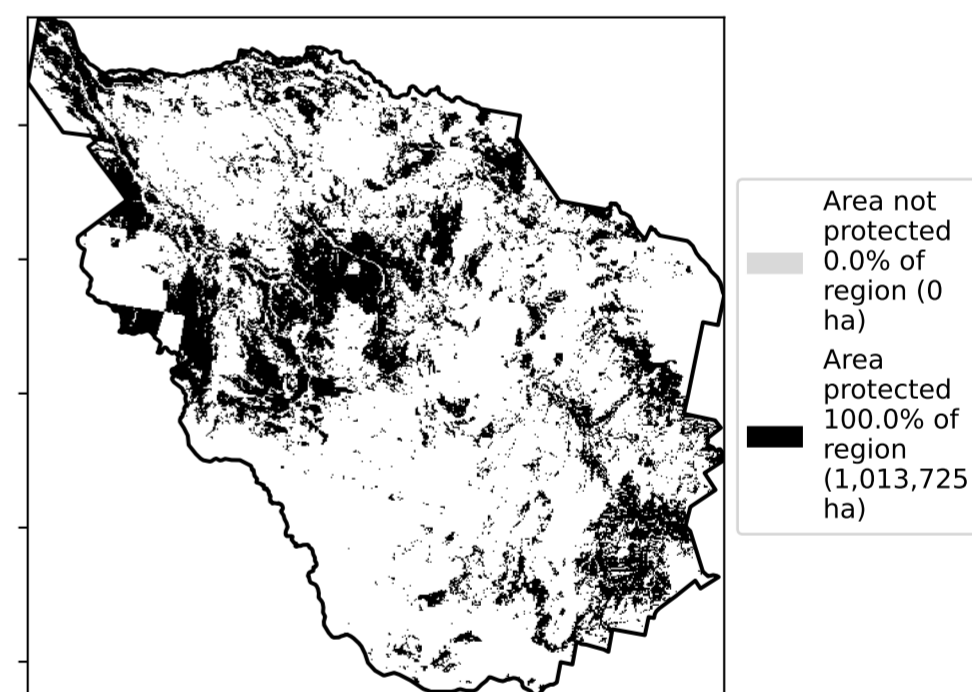 Area not
protected
0.0% of
region (0
ha)
Area
protected
100.0% of
region
(1,013,725
ha)